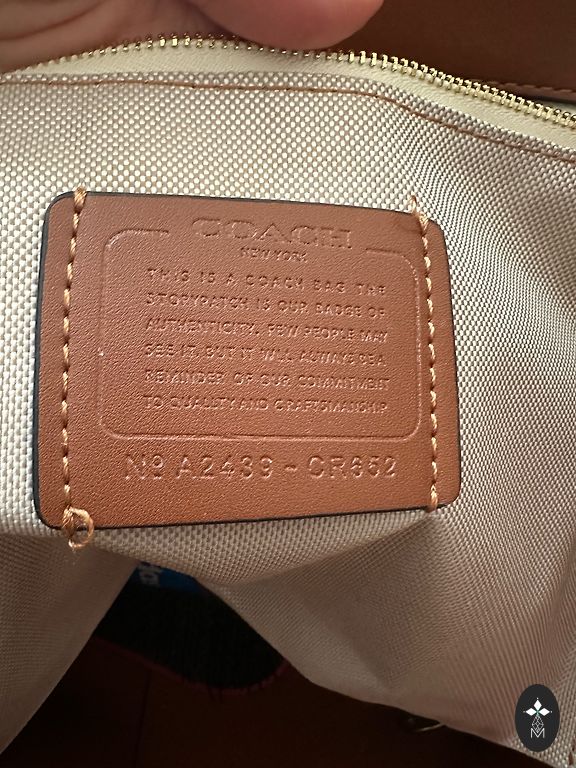 COACH
NEW YORK
THIS IS A COACH BAG THE
STORYPATCH IS OUR BADGE OF
AUTHENTICITY. FEW PEOPLE MAY
SEE IT, BUT IT WILL ALWAYS BE A
REMINDER OF OUR COMMITMENT
TO QUALITY AND CRAFTSMANSHIP
Nº A2439 - CR652
M